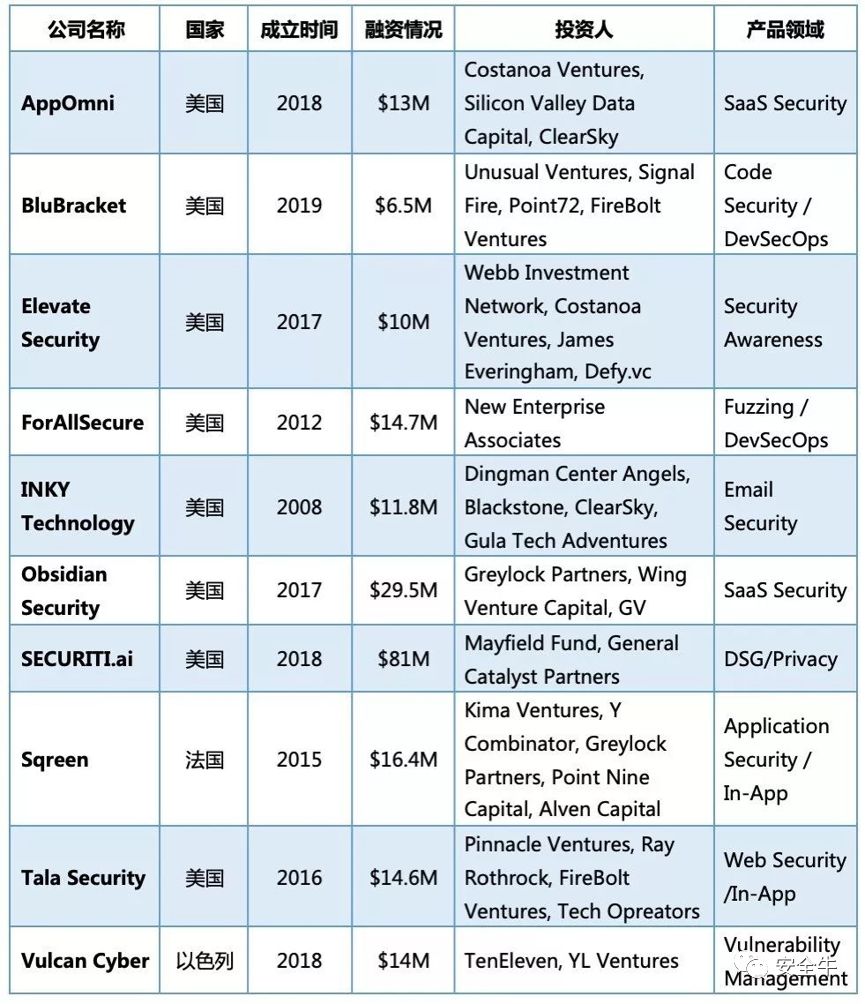 公司名称 国家 成立时间 融资情况 投资人 产品领域
AppOmni 美国 2018 $13M Costanoa Ventures,
Silicon Valley Data
Capital, ClearSky
SaaS Security
BluBracket 美国 2019 $6.5M Unusual Ventures, Signal
Fire, Point72, FireBolt
Ventures
Code
Security /
DevSecOps
Elevate
Security
美国 2017 $10M Webb Investment
Network, Costanoa
Ventures, James
Everingham, Defy.vc
Security
Awareness
ForAllSecure 美国 2012 $14.7M New Enterprise
Associates
Fuzzing /
DevSecOps
INKY
Technology
美国 2008 $11.8M Dingman Center Angels,
Blackstone, ClearSky,
Gula Tech Adventures
Email
Security
Obsidian
Security
美国 2017 $29.5M Greylock Partners, Wing
Venture Capital, GV
SaaS Security
SECURITI.ai 美国 2018 $81M Mayfield Fund, General
Catalyst Partners
DSG/Privacy
Sqreen 法国 2015 $16.4M Kima Ventures, Y
Combinator, Greylock
Partners, Point Nine
Capital, Alven Capital
Application
Security /
In-App
Tala Security 美国 2016 $14.6M Pinnacle Ventures, Ray
Rothrock, FireBolt
Ventures, Tech Opreators
Web Security
/In-App
Vulcan Cyber 以色列 2018 $14M TenEleven, YL Ventures
Vulnerability
Management
安全牛